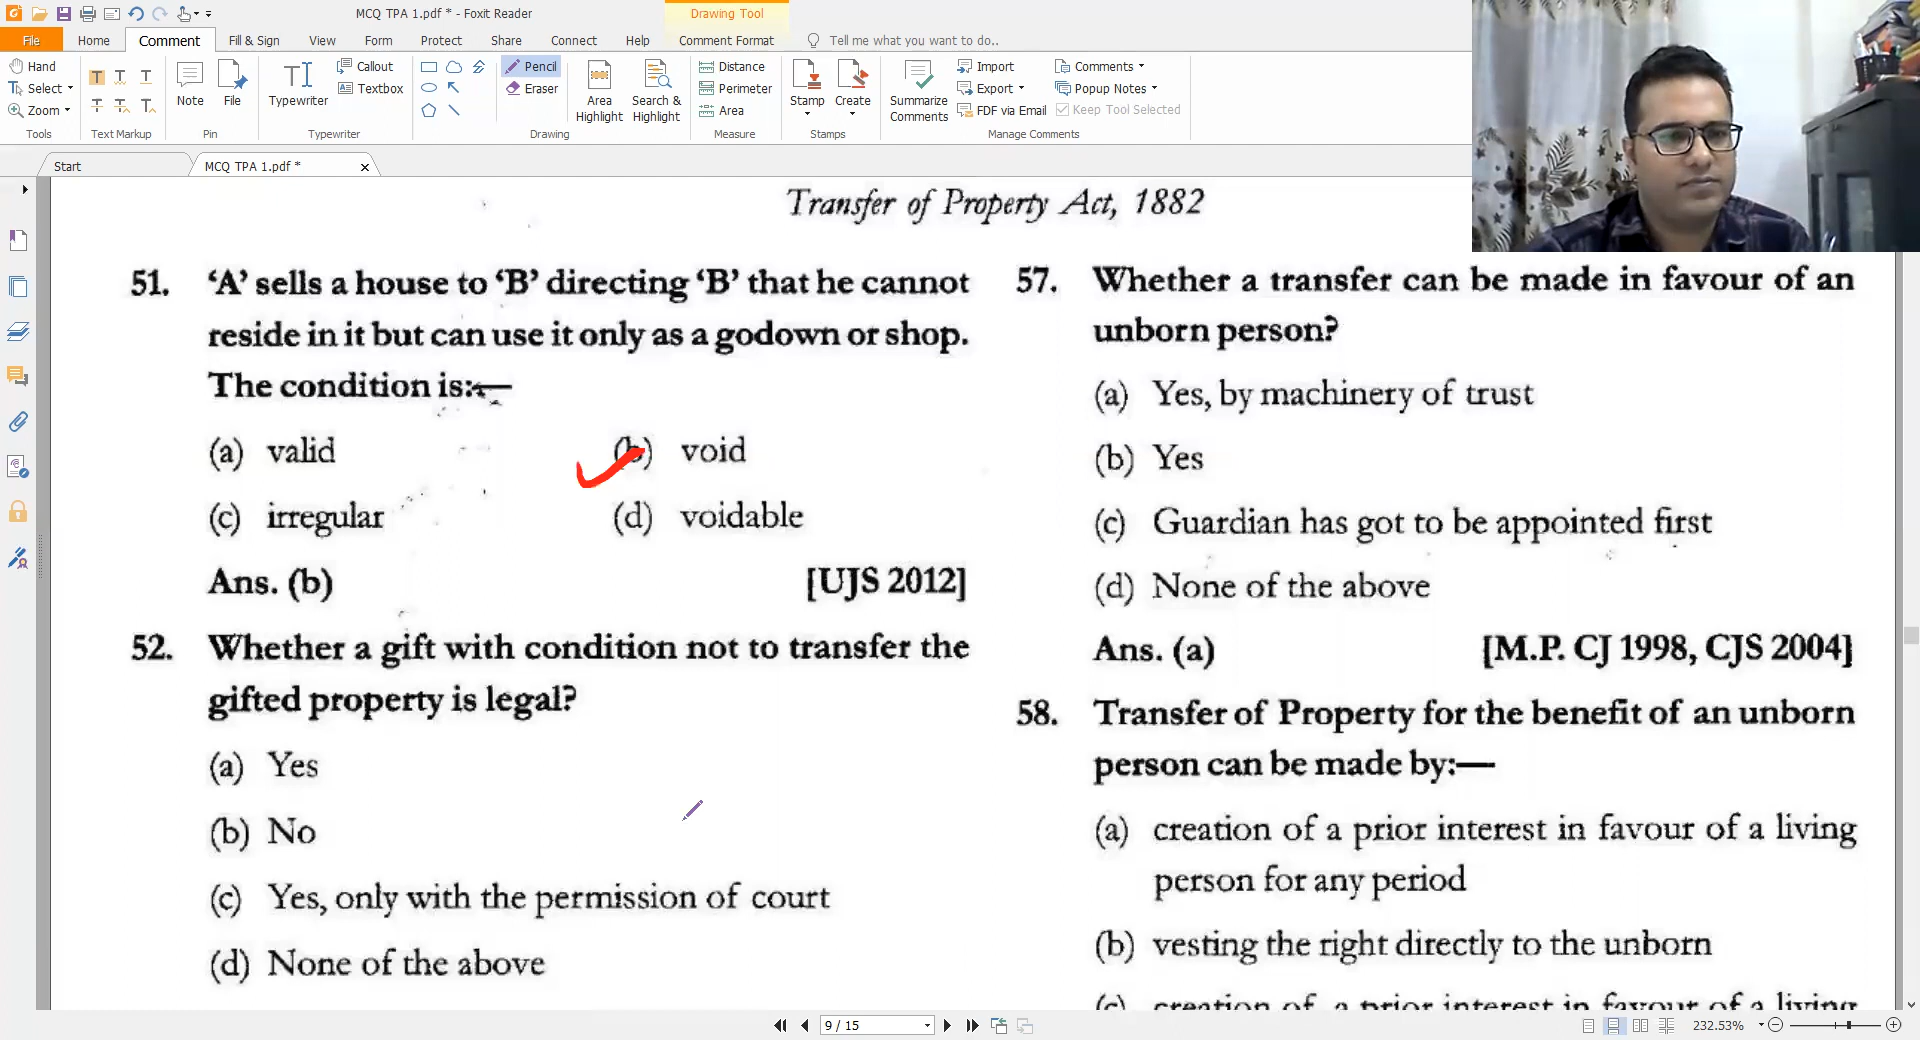 MCQ TPA 1.pdf * - Foxit Reader
Drawing Tool
File Home Comment Fill & Sign View Form Protect Share Connect Help Comment Format Tell me what you want to do..
Hand
Select
Zoom
Tools
Text Markup
Note
File
Pin
Typewriter
Callout
Textbox
Typewriter
Pencil
Eraser
Area Highlight
Search & Highlight
Drawing
Distance
Perimeter
Area
Measure
Stamp
Create
Stamps
Summarize Comments
Import
Export
FDF via Email
Comments
Popup Notes
Keep Tool Selected
Manage Comments
Start
MCQ TPA 1.pdf *
Transfer of Property Act, 1882
51. ‘A’ sells a house to ‘B’ directing ‘B’ that he cannot
reside in it but can use it only as a godown or shop.
The condition is:—
(a) valid (b) void
(c) irregular (d) voidable
Ans. (b) [UJS 2012]
52. Whether a gift with condition not to transfer the
gifted property is legal?
(a) Yes
(b) No
(c) Yes, only with the permission of court
(d) None of the above
57. Whether a transfer can be made in favour of an
unborn person?
(a) Yes, by machinery of trust
(b) Yes
(c) Guardian has got to be appointed first
(d) None of the above
Ans. (a) [M.P. CJ 1998, CJS 2004]
58. Transfer of Property for the benefit of an unborn
person can be made by:—
(a) creation of a prior interest in favour of a living
person for any period
(b) vesting the right directly to the unborn
(c) creation of a prior interest in favour of a living
9 / 15
232.53%